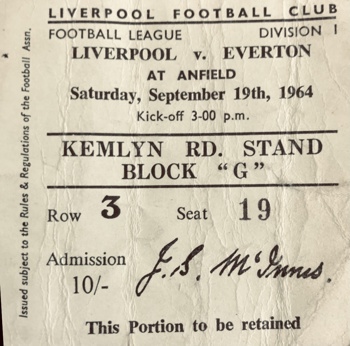 LIVERPOOL FOOTBALL CLUB
FOOTBALL LEAGUE DIVISION 1
LIVERPOOL v. EVERTON
AT ANFIELD
Saturday, September 19th, 1964
Kick-off 3-00 p.m.
KEMLYN RD. STAND
BLOCK "G"
Row 3 Seat 19
Admission
10/-
J. S. McInnes.
This Portion to be retained
Issued subject to the Rules & Regulations of the Football Assn.